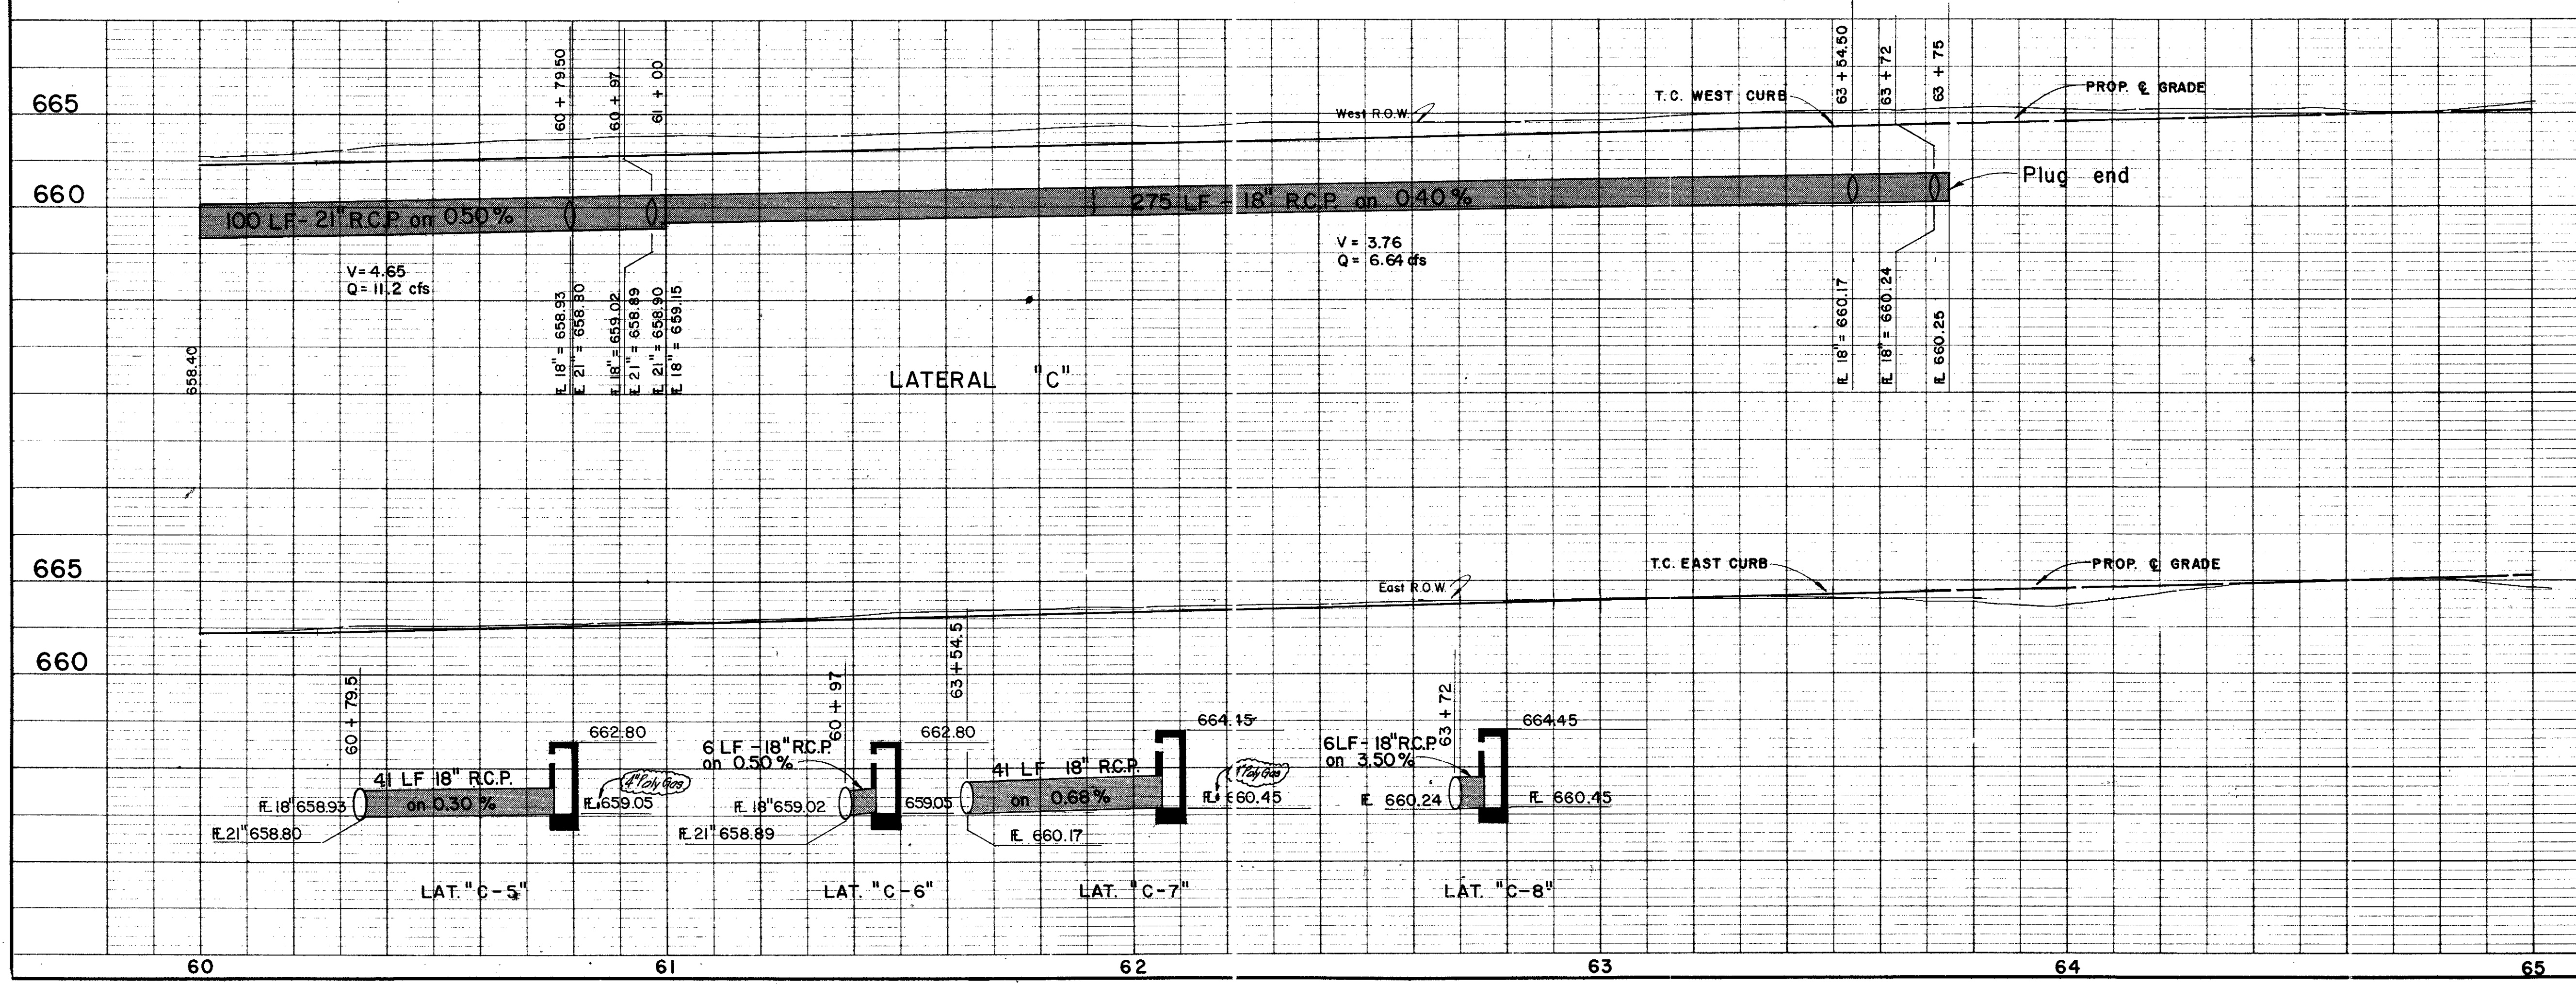 665
660
60 + 79.50
60 + 97
61 + 00
63 + 54.50
63 + 72
63 + 75
West R.O.W.
T.C. WEST CURB
PROP. ℄ GRADE
Plug end
100 LF - 21" R.C.P. on 0.50 %
275 LF - 18" R.C.P. on 0.40 %
V = 4.65
Q = 11.2 cfs
V = 3.76
Q = 6.64 cfs
658.40
FL 18" = 658.93
FL 21" = 658.80
FL 18" = 659.02
FL 21" = 658.89
FL 21" = 658.90
FL 18" = 659.15
FL 18" = 660.17
FL 18" = 660.24
FL 660.25
LATERAL "C"
665
660
East R.O.W.
T.C. EAST CURB
PROP. ℄ GRADE
60 + 79.5
41 LF 18" R.C.P.
on 0.30 %
662.80
4" Poly Gas
FL 18" 658.93
FL 659.05
FL 21" 658.80
LAT. "C-5"
60 + 97
6 LF - 18" R.C.P.
on 0.50 %
662.80
FL 18" 659.02
659.05
FL 21" 658.89
LAT. "C-6"
63 + 54.5
41 LF 18" R.C.P.
on 0.68 %
664.45
Poly Gas
FL 660.45
FL 660.17
LAT. "C-7"
63 + 72
6 LF - 18" R.C.P.
on 3.50 %
664.45
FL 660.24
FL 660.45
LAT. "C-8"
60 61 62 63 64 65